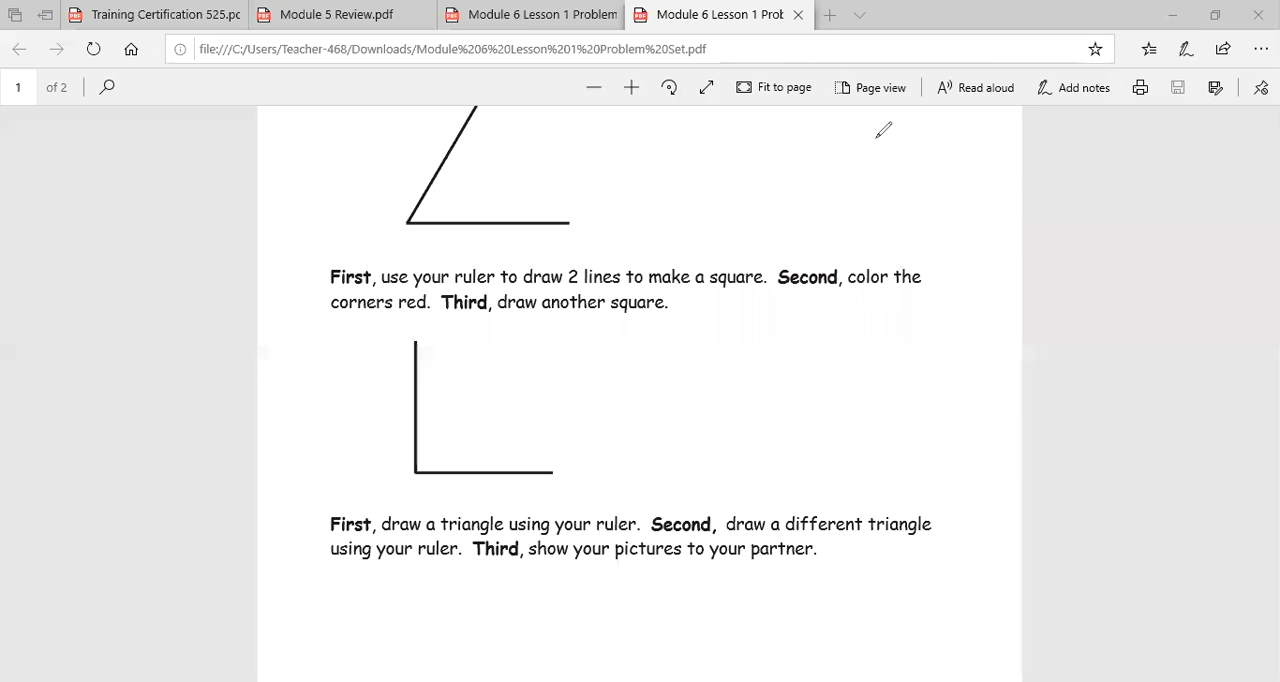 Training Certification 525.pc
Module 5 Review.pdf
Module 6 Lesson 1 Problem
Module 6 Lesson 1 Prob
file:///C:/Users/Teacher-468/Downloads/Module%206%20Lesson%201%20Problem%20Set.pdf
1 of 2
Fit to page
Page view
Read aloud
Add notes
First, use your ruler to draw 2 lines to make a square. Second, color the
corners red. Third, draw another square.
First, draw a triangle using your ruler. Second, draw a different triangle
using your ruler. Third, show your pictures to your partner.